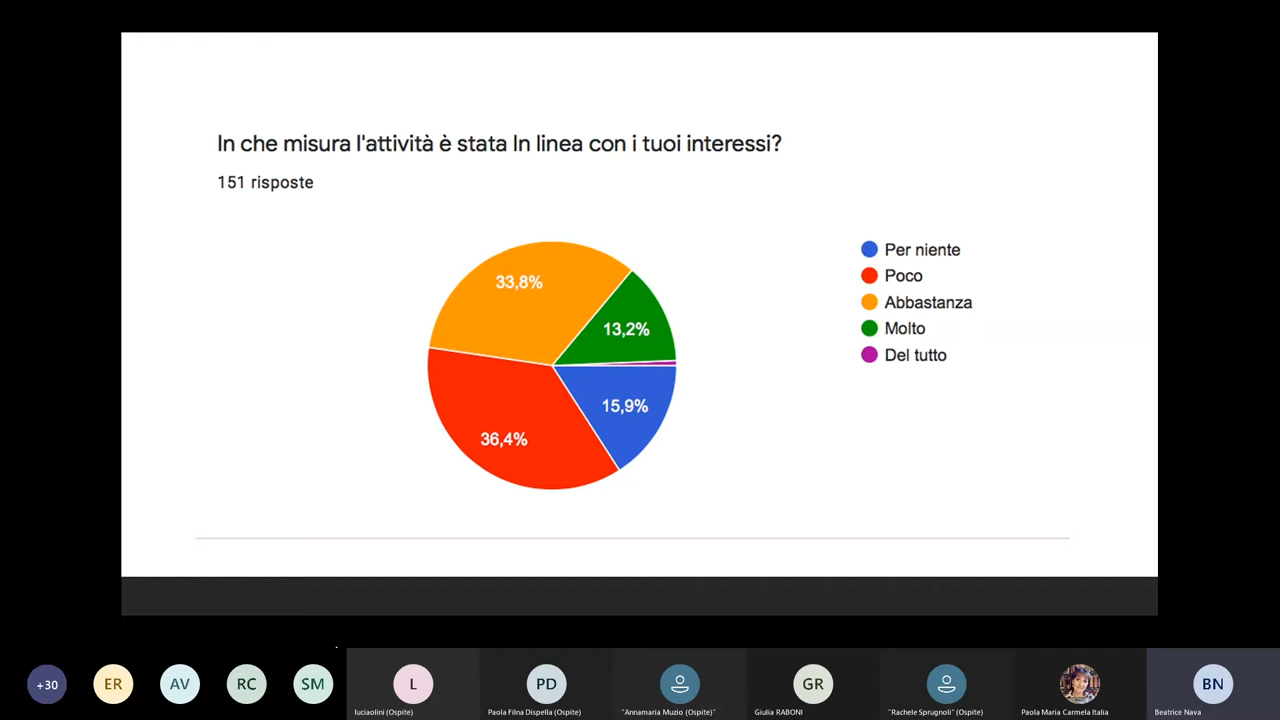 In che misura l'attività è stata In linea con i tuoi interessi?
151 risposte
Per niente
Poco
Abbastanza
Molto
Del tutto
33,8%
13,2%
15,9%
36,4%
+30
ER
AV
RC
SM
L
PD
GR
BN
luciaolini (Ospite)
Paola Filna Dispella (Ospite)
"Annamaria Muzio (Ospite)"
Giulia RABONI
"Rachele Sprugnoli" (Ospite)
Paola Maria Carmela Italia
Beatrice Nava